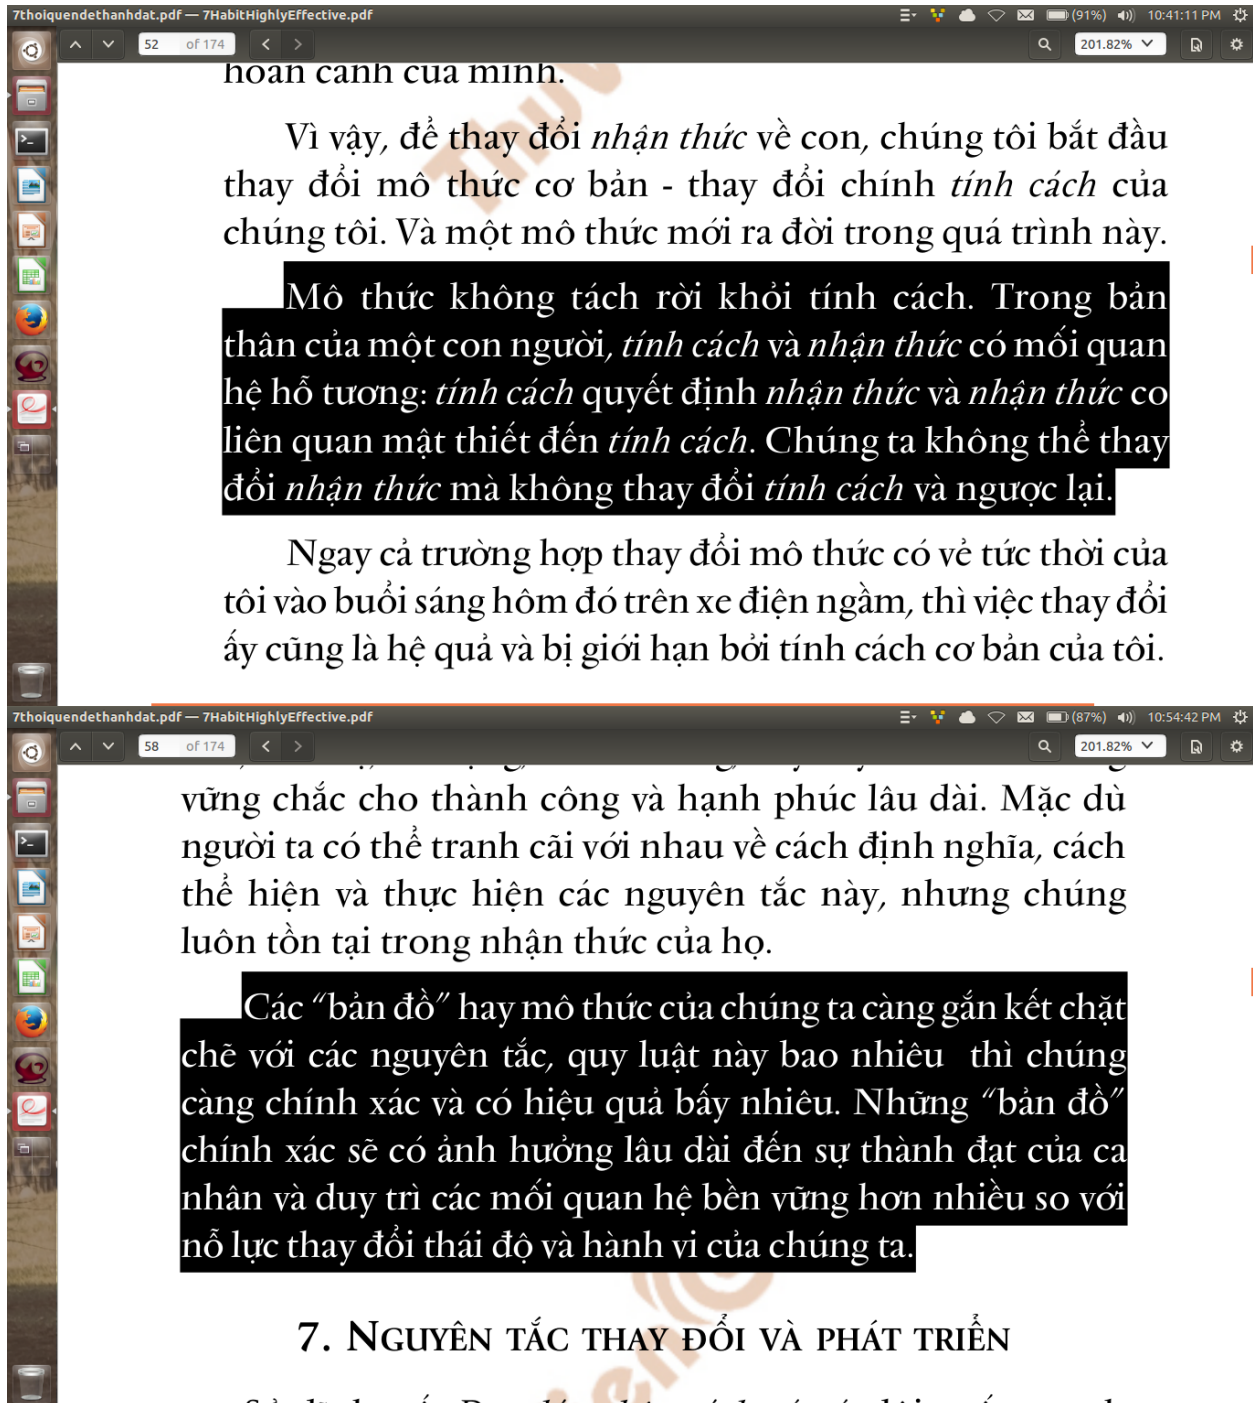 7thoiquendethanhdat.pdf — 7HabitHighlyEffective.pdf (91%) 10:41:11 PM
52 of 174 201.82%
hoàn cảnh của mình.
Vì vậy, để thay đổi nhận thức về con, chúng tôi bắt đầu
thay đổi mô thức cơ bản - thay đổi chính tính cách của
chúng tôi. Và một mô thức mới ra đời trong quá trình này.
Mô thức không tách rời khỏi tính cách. Trong bản
thân của một con người, tính cách và nhận thức có mối quan
hệ hỗ tương: tính cách quyết định nhận thức và nhận thức co
liên quan mật thiết đến tính cách. Chúng ta không thể thay
đổi nhận thức mà không thay đổi tính cách và ngược lại.
Ngay cả trường hợp thay đổi mô thức có vẻ tức thời của
tôi vào buổi sáng hôm đó trên xe điện ngầm, thì việc thay đổi
ấy cũng là hệ quả và bị giới hạn bởi tính cách cơ bản của tôi.
7thoiquendethanhdat.pdf — 7HabitHighlyEffective.pdf (87%) 10:54:42 PM
58 of 174 201.82%
vững chắc cho thành công và hạnh phúc lâu dài. Mặc dù
người ta có thể tranh cãi với nhau về cách định nghĩa, cách
thể hiện và thực hiện các nguyên tắc này, nhưng chúng
luôn tồn tại trong nhận thức của họ.
Các "bản đồ" hay mô thức của chúng ta càng gắn kết chặt
chẽ với các nguyên tắc, quy luật này bao nhiêu thì chúng
càng chính xác và có hiệu quả bấy nhiêu. Những "bản đồ"
chính xác sẽ có ảnh hưởng lâu dài đến sự thành đạt của ca
nhân và duy trì các mối quan hệ bền vững hơn nhiều so với
nỗ lực thay đổi thái độ và hành vi của chúng ta.
7. NGUYÊN TẮC THAY ĐỔI VÀ PHÁT TRIỂN